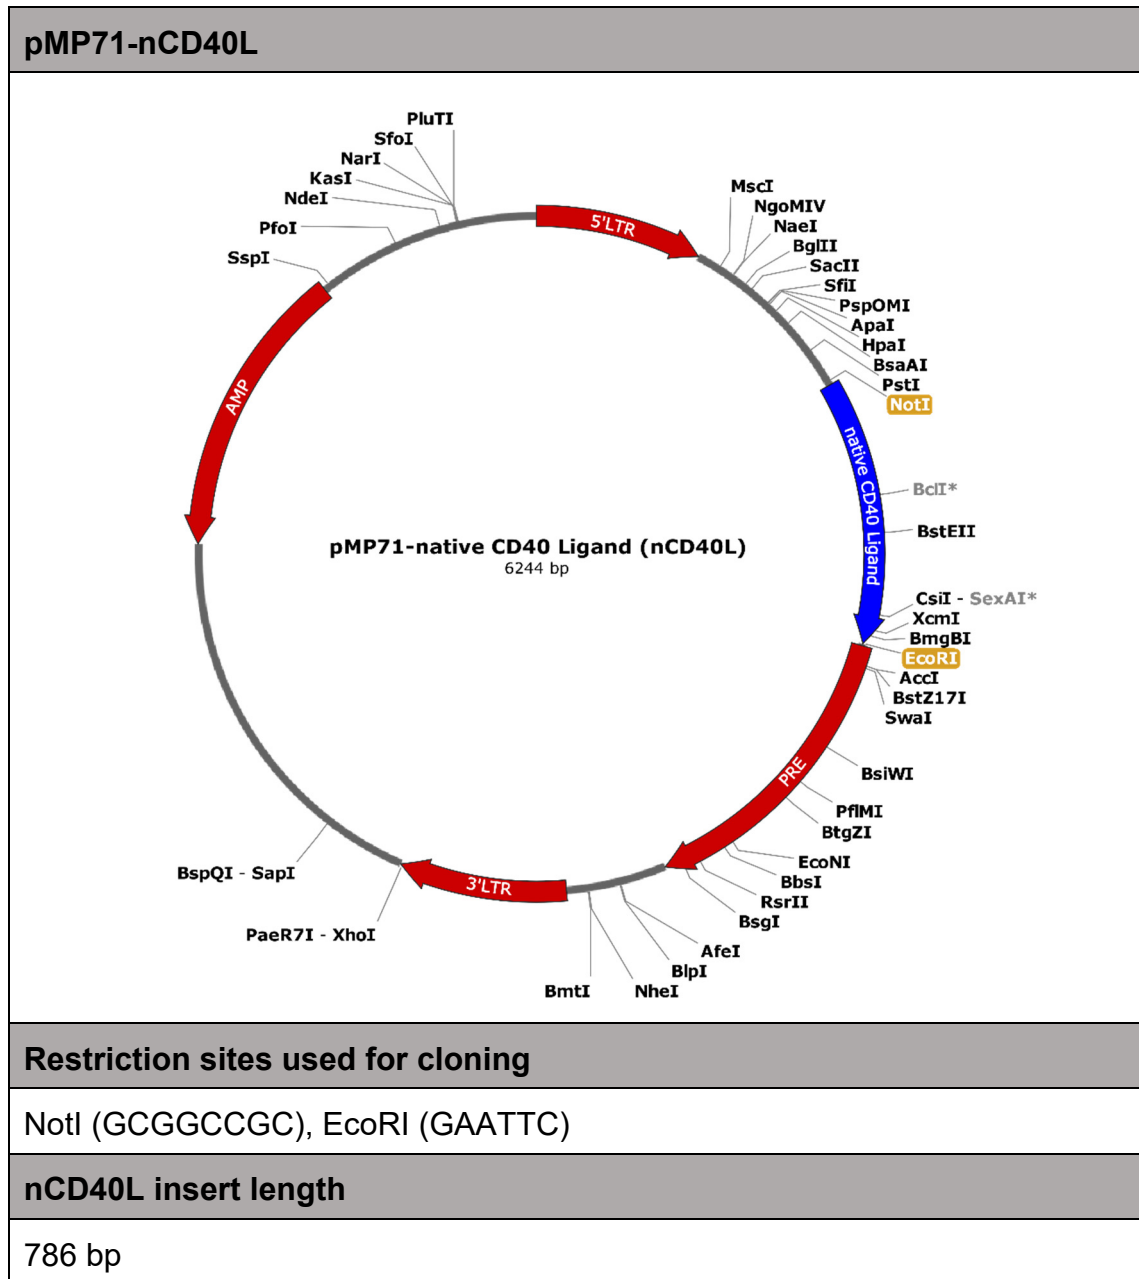 pMP71-nCD40L
PluTI
SfoI
NarI
KasI
NdeI
PfoI
SspI
5'LTR
MscI
NgoMIV
NaeI
BglII
SacII
SfiI
PspOMI
ApaI
HpaI
BsaAI
PstI
NotI
AMP
native CD40 Ligand
BclI*
BstEII
pMP71-native CD40 Ligand (nCD40L)
6244 bp
CsiI - SexAI*
XcmI
BmgBI
EcoRI
AccI
BstZ17I
SwaI
PRE
BsiWI
PflMI
BtgZI
EcoNI
BbsI
RsrII
BsgI
BspQI - SapI
3'LTR
PaeR7I - XhoI
AfeI
BlpI
NheI
BmtI
Restriction sites used for cloning
NotI (GCGGCCGC), EcoRI (GAATTC)
nCD40L insert length
786 bp